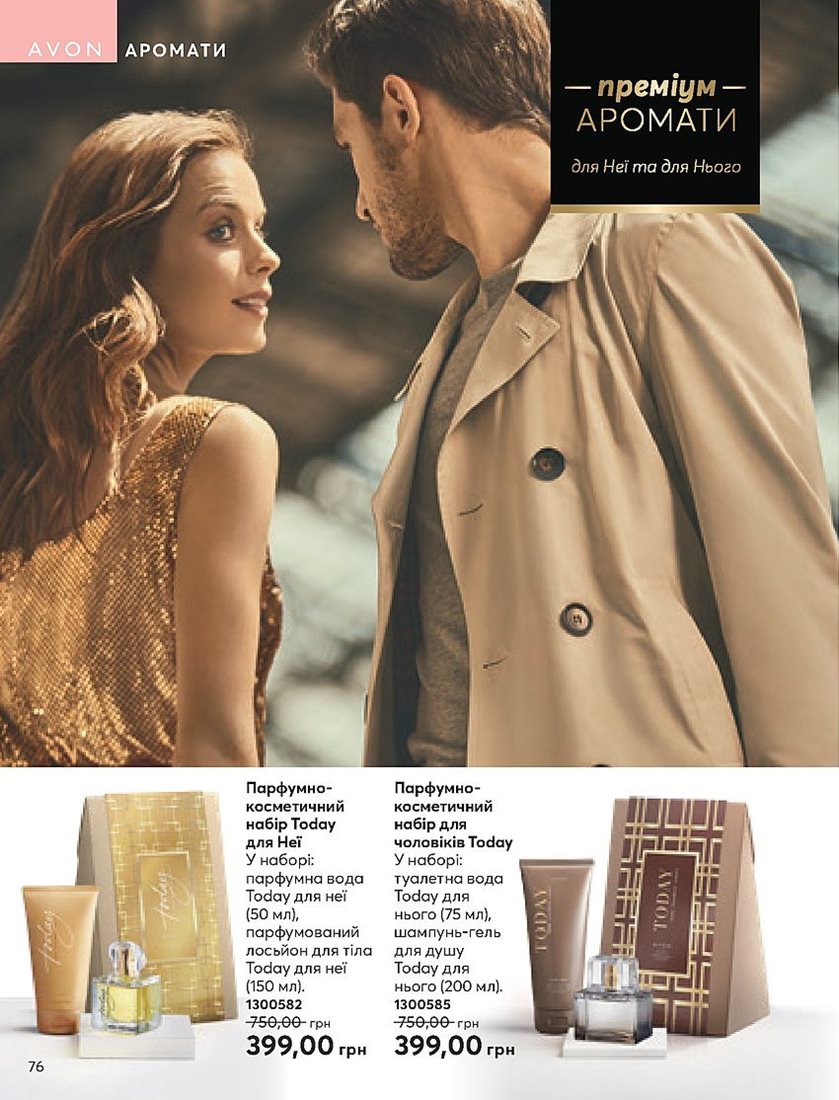 AVON АРОМАТИ
преміум
АРОМАТИ
для Неї та для Нього
Парфумно-
косметичний
набір Today
для Неї
У наборі:
парфумна вода
Today для неї
(50 мл),
парфумований
лосьйон для тіла
Today для неї
(150 мл).
1300582
750,00 грн
399,00 грн
Парфумно-
косметичний
набір для
чоловіків Today
У наборі:
туалетна вода
Today для
нього (75 мл),
шампунь-гель
для душу
Today для
нього (200 мл).
1300585
750,00 грн
399,00 грн
today
today
TODAY
TODAY
76